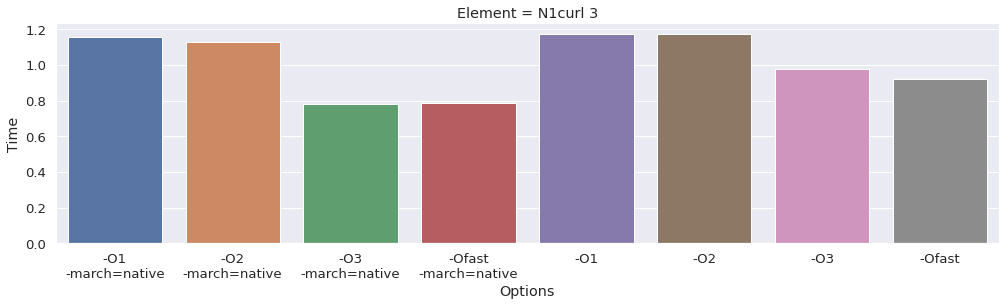 Element = N1curl 3
Time
1.2
1.0
0.8
0.6
0.4
0.2
0.0
-O1
-march=native
-O2
-march=native
-O3
-march=native
-Ofast
-march=native
-O1
-O2
-O3
-Ofast
Options